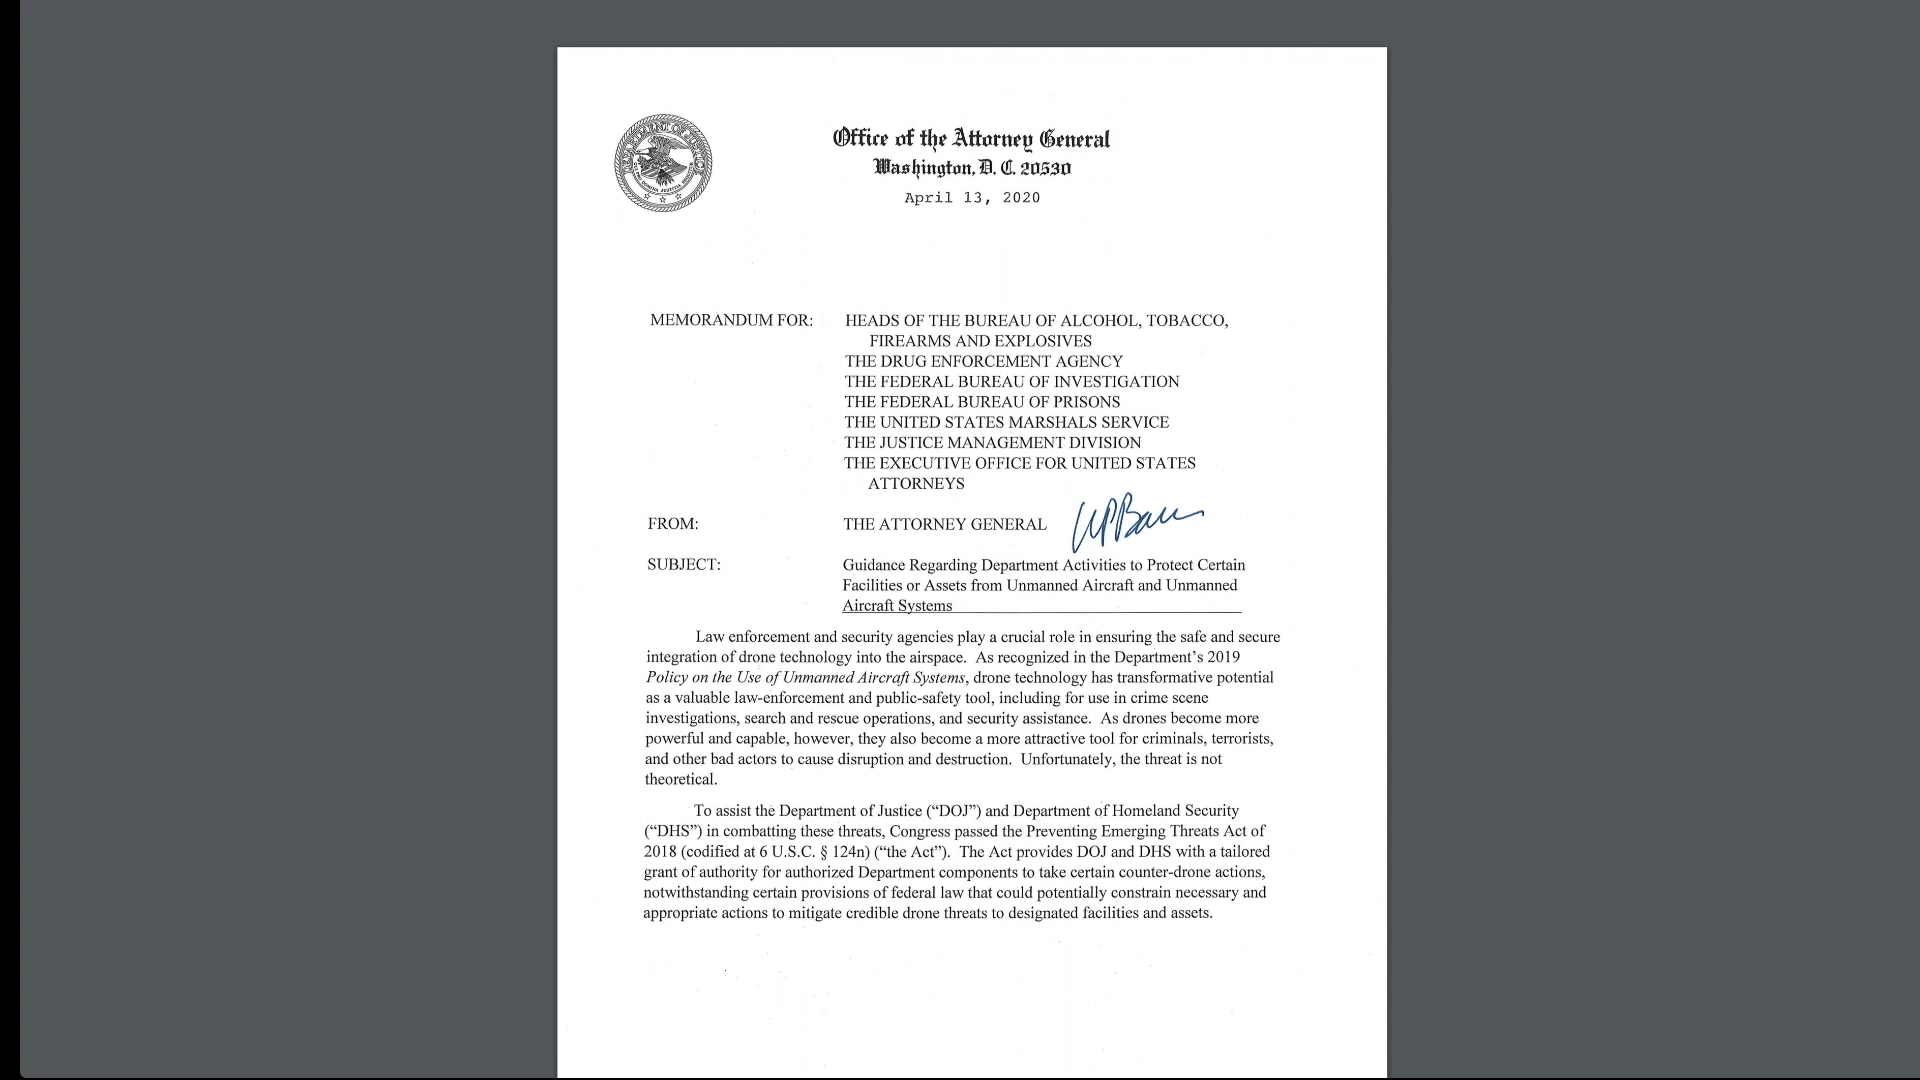 DEPARTMENT OF JUSTICE
Office of the Attorney General
Washington, D. C. 20530
April 13, 2020
MEMORANDUM FOR: HEADS OF THE BUREAU OF ALCOHOL, TOBACCO,
FIREARMS AND EXPLOSIVES
THE DRUG ENFORCEMENT AGENCY
THE FEDERAL BUREAU OF INVESTIGATION
THE FEDERAL BUREAU OF PRISONS
THE UNITED STATES MARSHALS SERVICE
THE JUSTICE MANAGEMENT DIVISION
THE EXECUTIVE OFFICE FOR UNITED STATES
ATTORNEYS
FROM: THE ATTORNEY GENERAL WPBarr
SUBJECT: Guidance Regarding Department Activities to Protect Certain
Facilities or Assets from Unmanned Aircraft and Unmanned
Aircraft Systems
Law enforcement and security agencies play a crucial role in ensuring the safe and secure
integration of drone technology into the airspace. As recognized in the Department’s 2019
Policy on the Use of Unmanned Aircraft Systems, drone technology has transformative potential
as a valuable law-enforcement and public-safety tool, including for use in crime scene
investigations, search and rescue operations, and security assistance. As drones become more
powerful and capable, however, they also become a more attractive tool for criminals, terrorists,
and other bad actors to cause disruption and destruction. Unfortunately, the threat is not
theoretical.
To assist the Department of Justice (“DOJ”) and Department of Homeland Security
(“DHS”) in combatting these threats, Congress passed the Preventing Emerging Threats Act of
2018 (codified at 6 U.S.C. § 124n) (“the Act”). The Act provides DOJ and DHS with a tailored
grant of authority for authorized Department components to take certain counter-drone actions,
notwithstanding certain provisions of federal law that could potentially constrain necessary and
appropriate actions to mitigate credible drone threats to designated facilities and assets.